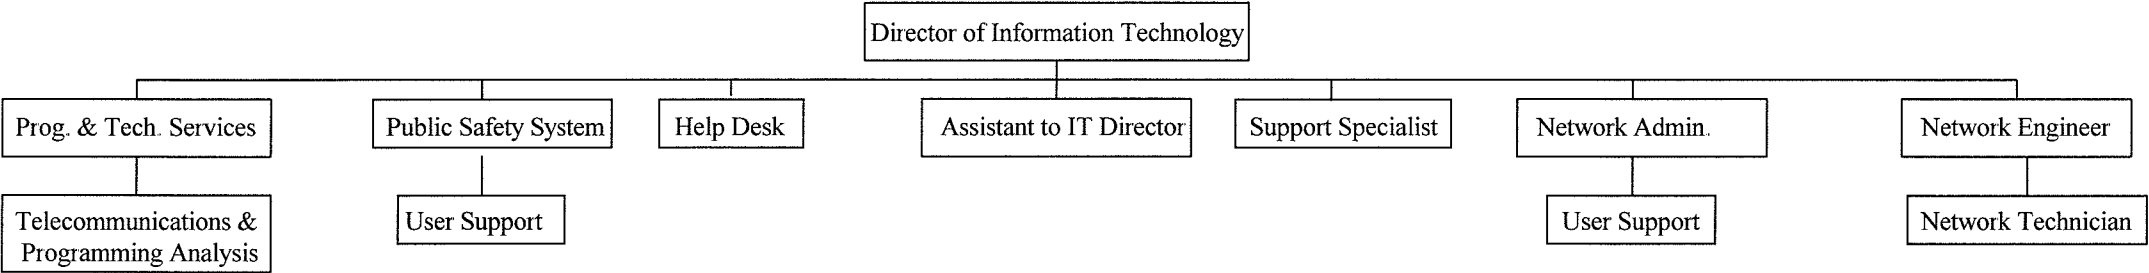 Director of Information Technology
Prog. & Tech. Services
Public Safety System
Help Desk
Assistant to IT Director
Support Specialist
Network Admin.
Network Engineer
Telecommunications &
Programming Analysis
User Support
User Support
Network Technician